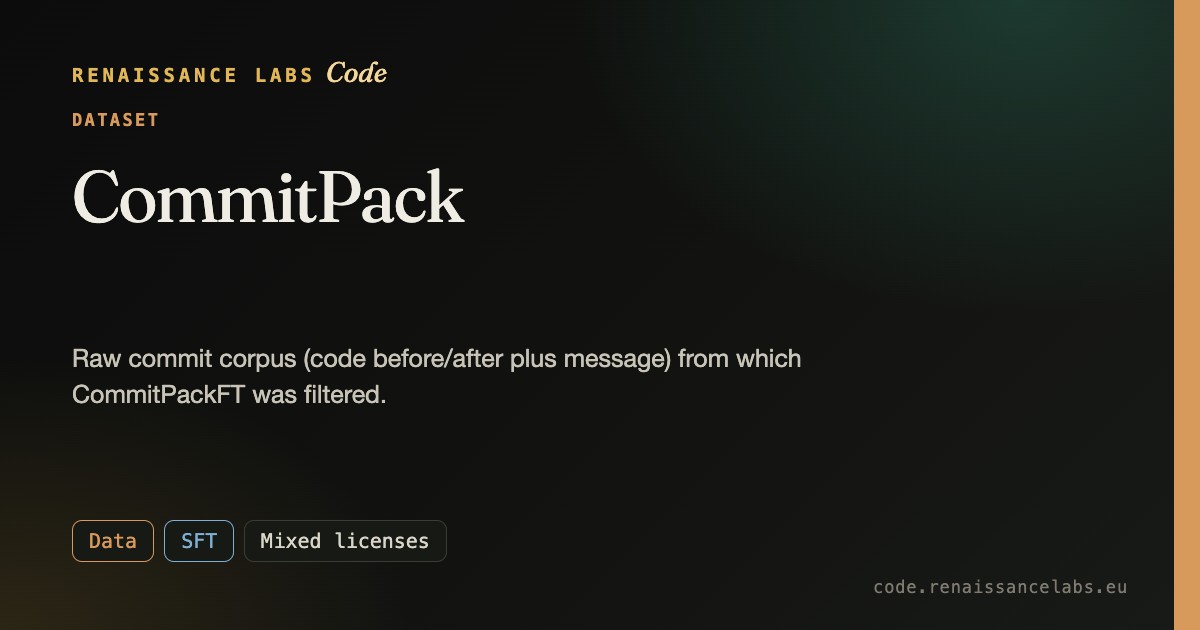 RENAISSANCE LABS Code
DATASET
CommitPack
Raw commit corpus (code before/after plus message) from which
CommitPackFT was filtered.
Data SFT Mixed licenses
code.renaissancelabs.eu